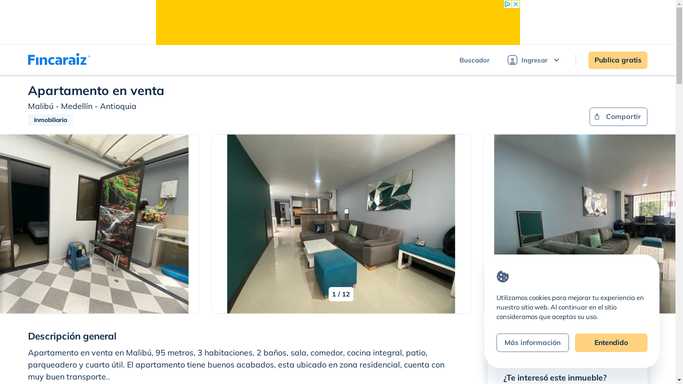 Fincaraiz
Buscador
Ingresar
Publica gratis
Apartamento en venta
Malibú - Medellín - Antioquia
Inmobiliaria
Compartir
1 / 12
Descripción general
Apartamento en venta en Malibú, 95 metros, 3 habitaciones, 2 baños, sala, comedor, cocina integral, patio,
parqueadero y cuarto útil. El apartamento tiene buenos acabados, esta ubicado en zona residencial, cuenta con
muy buen transporte..
Utilizamos cookies para mejorar tu experiencia en
nuestro sitio web. Al continuar en el sitio
consideramos que aceptas su uso.
Más información
Entendido
¿Te interesó este inmueble?